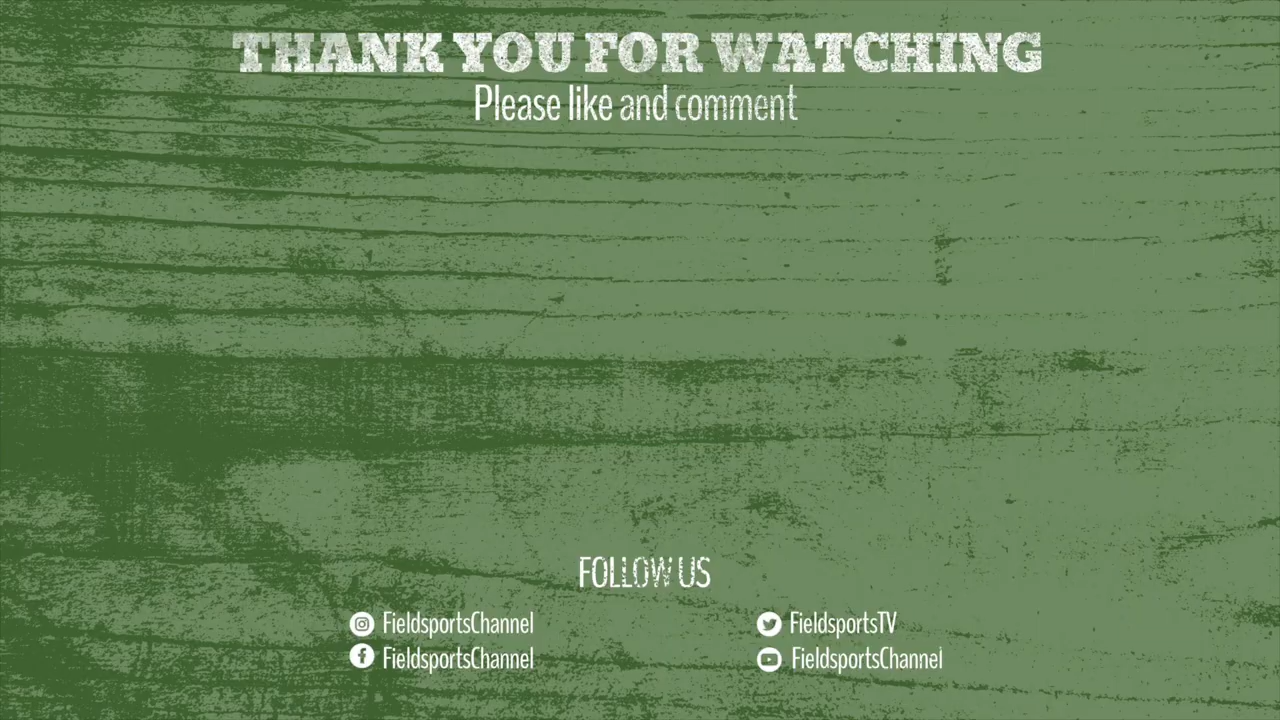 THANK YOU FOR WATCHING
Please like and comment
FOLLOW US
FieldsportsChannel
FieldsportsTV
FieldsportsChannel
FieldsportsChannel